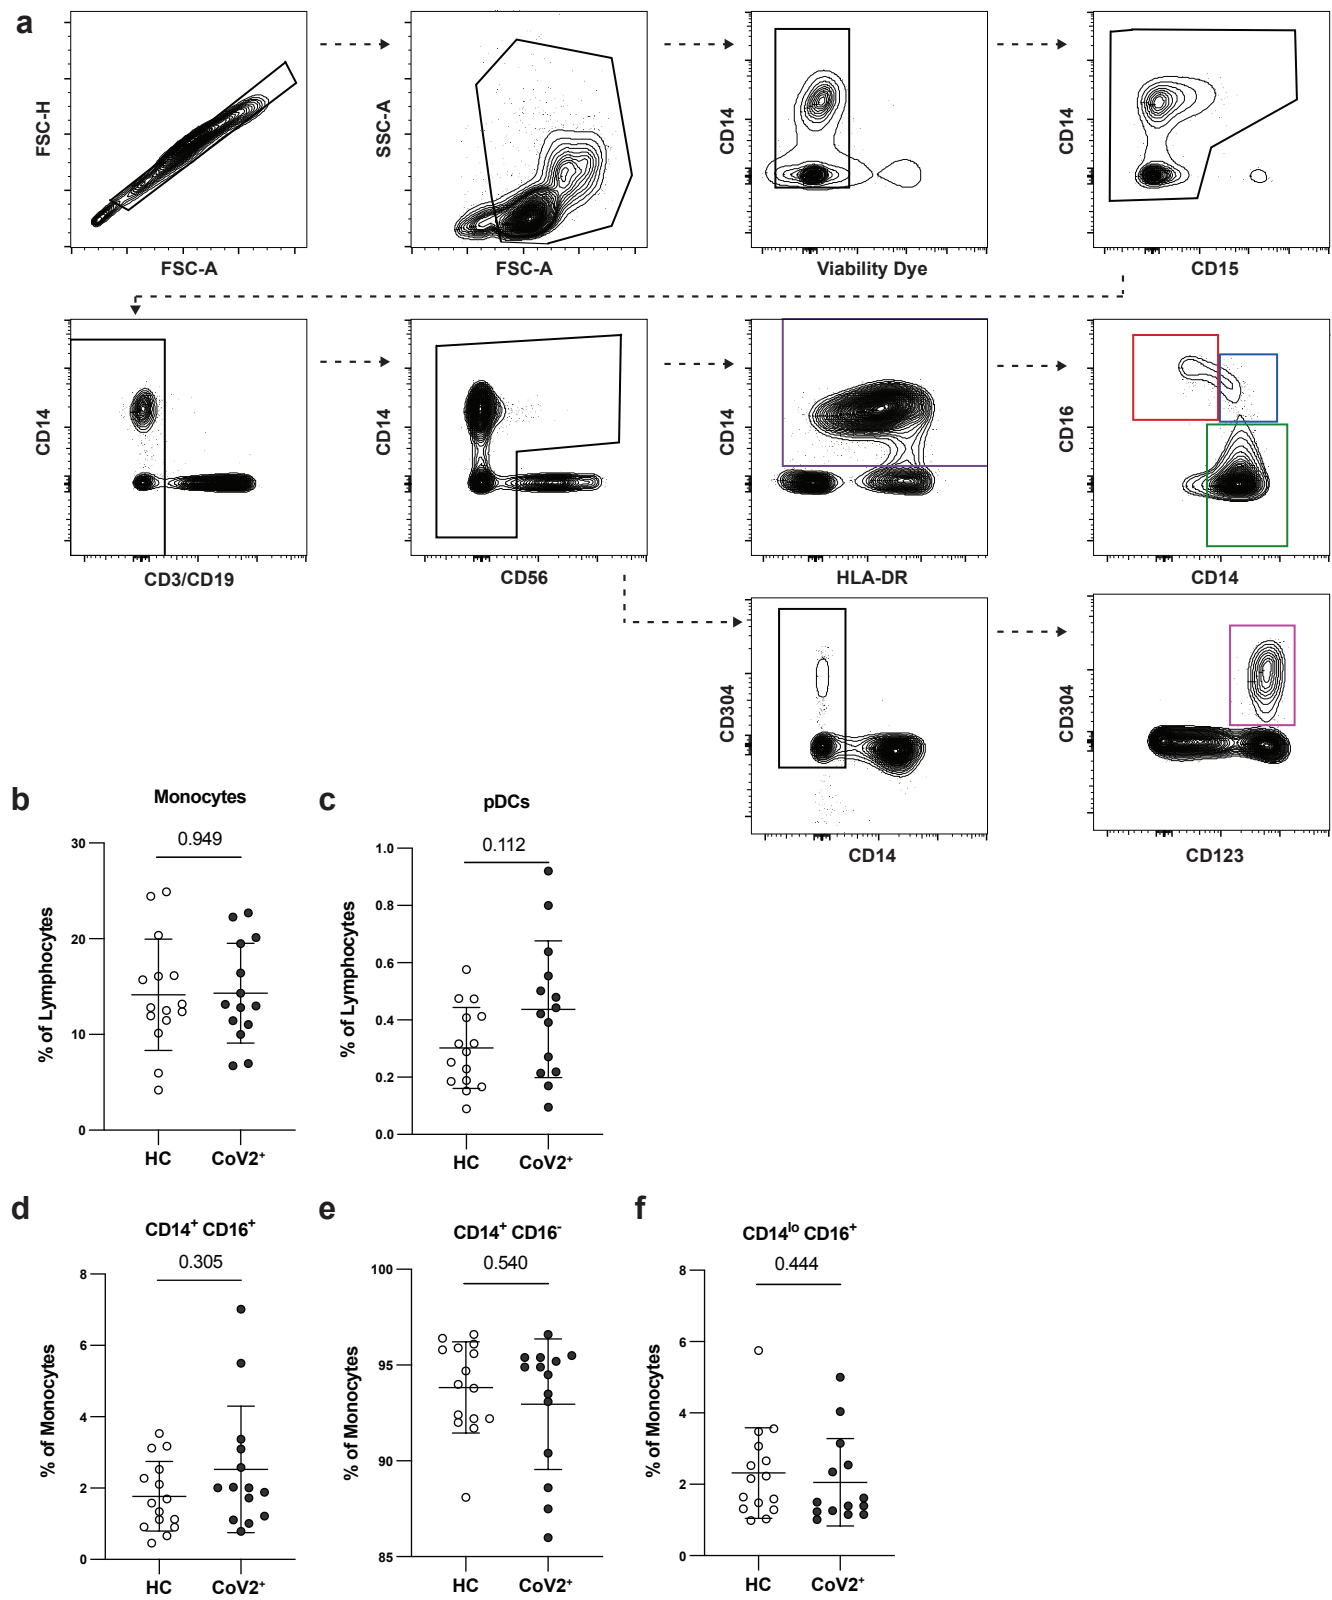 a
FSC-H
FSC-A
SSC-A
FSC-A
CD14
Viability Dye
CD14
CD15
CD14
CD3/CD19
CD14
CD56
CD14
HLA-DR
CD16
CD14
CD304
CD14
CD304
CD123
b
Monocytes
0.949
% of Lymphocytes
30
20
10
0
HC
CoV2⁺
c
pDCs
0.112
% of Lymphocytes
1.0
0.8
0.6
0.4
0.2
0.0
HC
CoV2⁺
d
CD14⁺ CD16⁺
0.305
% of Monocytes
8
6
4
2
0
HC
CoV2⁺
e
CD14⁺ CD16⁻
0.540
% of Monocytes
100
95
90
85
HC
CoV2⁺
f
CD14ˡᵒ CD16⁺
0.444
% of Monocytes
8
6
4
2
0
HC
CoV2⁺